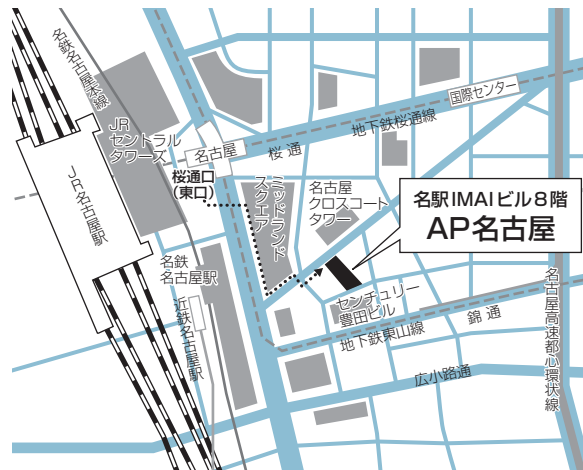 名鉄名古屋本線
JR
セントラル
タワーズ
JR名古屋駅
名古屋
桜通口
(東口)
桜通
地下鉄桜通線
国際センター
ミッドランド
スクエア
名古屋
クロスコート
タワー
名駅IMAIビル8階
AP名古屋
名鉄
名古屋駅
近鉄名古屋駅
センチュリー
豊田ビル
地下鉄東山線
錦通
広小路通
名古屋高速都心環状線